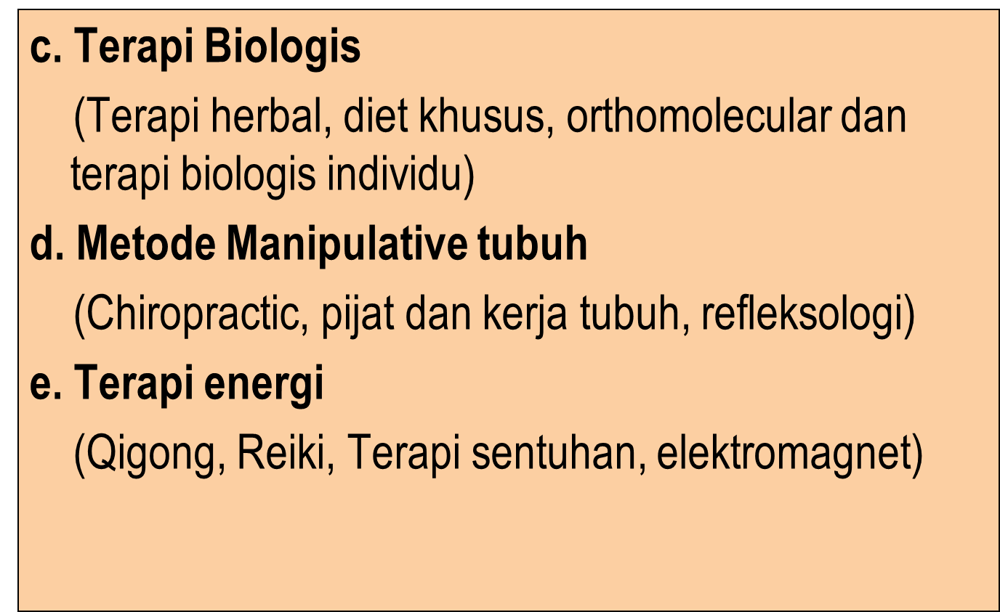 c. Terapi Biologis
(Terapi herbal, diet khusus, orthomolecular dan
terapi biologis individu)
d. Metode Manipulative tubuh
(Chiropractic, pijat dan kerja tubuh, refleksologi)
e. Terapi energi
(Qigong, Reiki, Terapi sentuhan, elektromagnet)